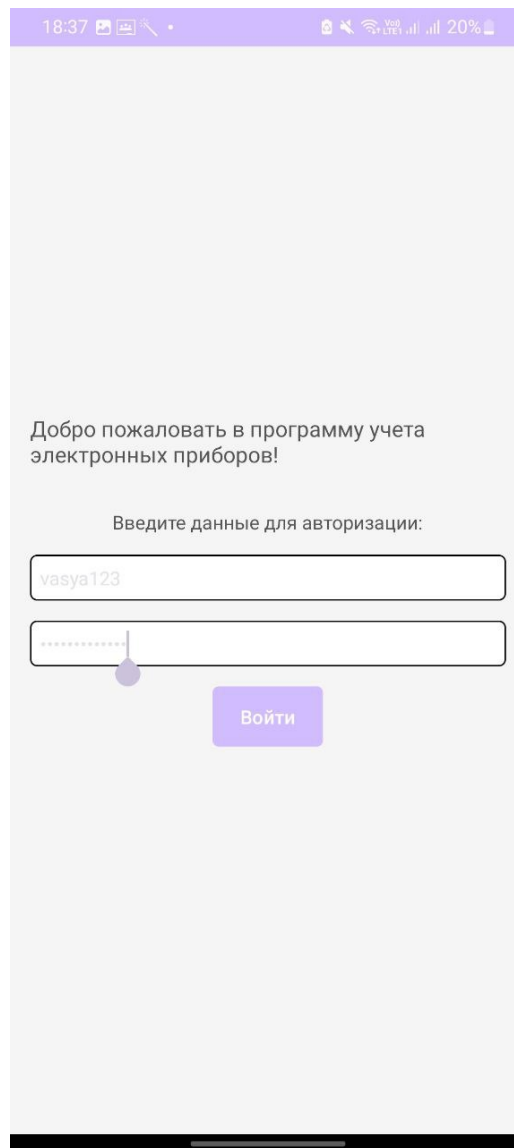 18:37 20%
Добро пожаловать в программу учета
электронных приборов!
Введите данные для авторизации:
vasya123
•••••••••••••
Войти